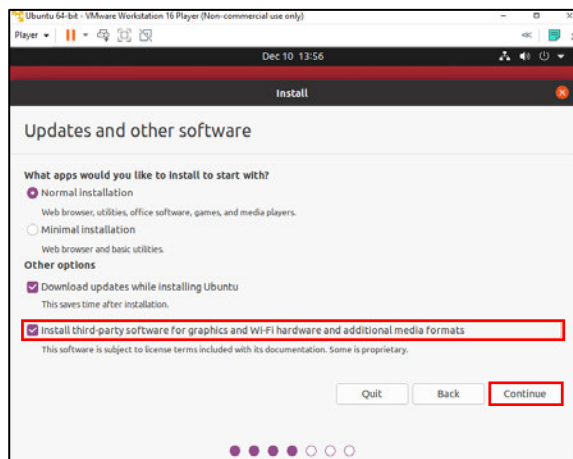 Ubuntu 64-bit - VMware Workstation 16 Player (Non-commercial use only)
Player
Dec 10 13:56
Install
Updates and other software
What apps would you like to install to start with?
Normal installation
Web browser, utilities, office software, games, and media players.
Minimal installation
Web browser and basic utilities.
Other options
Download updates while installing Ubuntu
This saves time after installation.
Install third-party software for graphics and Wi-Fi hardware and additional media formats
This software is subject to license terms included with its documentation. Some is proprietary.
Quit Back Continue